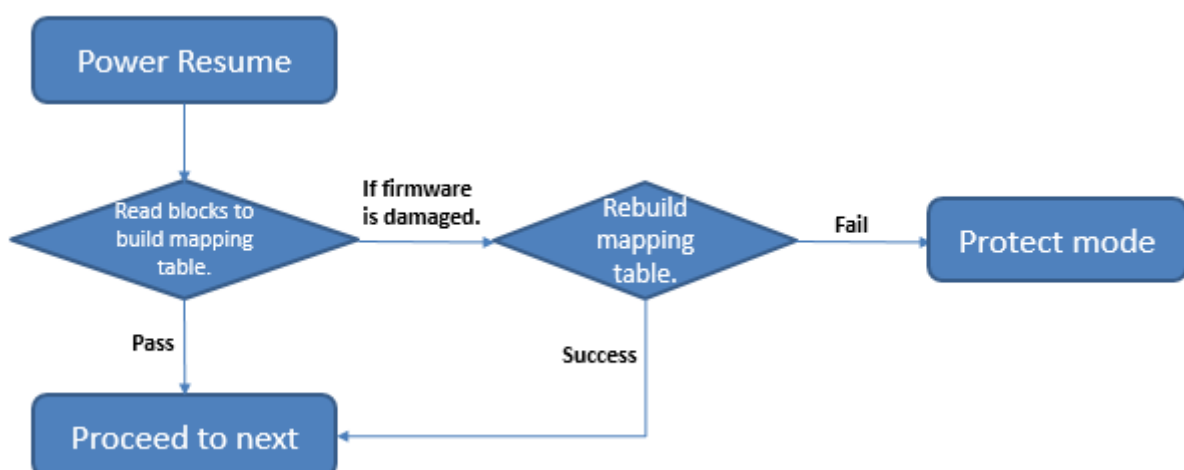 Power Resume
Read blocks to
build mapping
table.
If firmware
is damaged.
Rebuild
mapping
table.
Fail
Protect mode
Pass
Success
Proceed to next